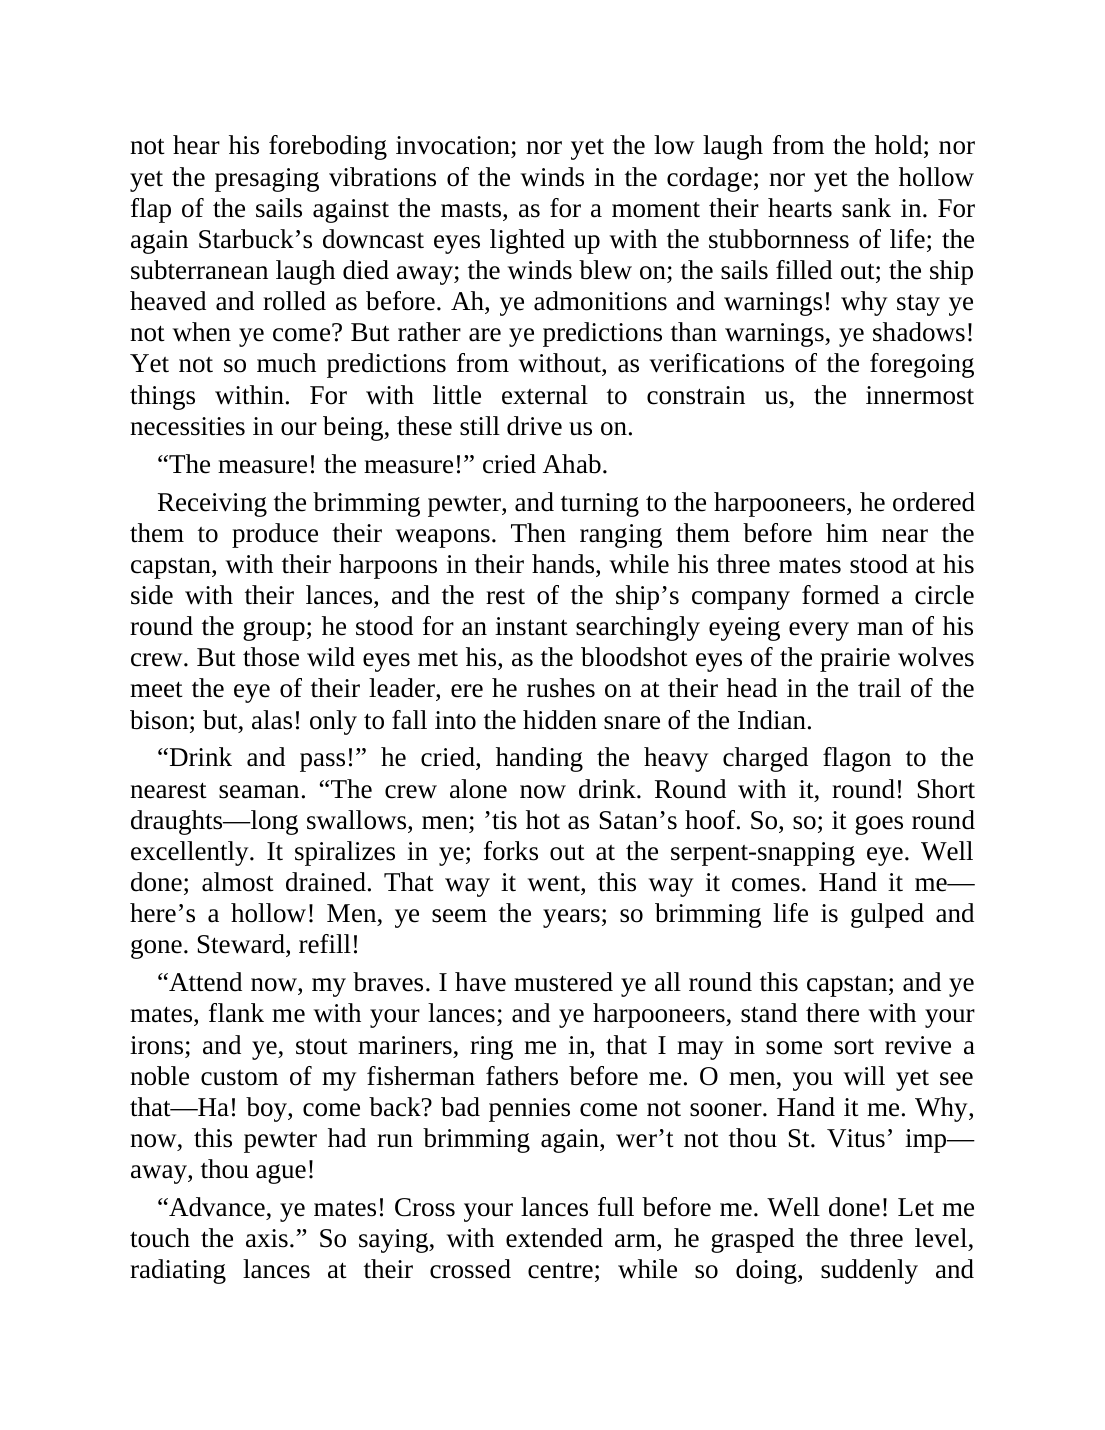 not hear his foreboding invocation; nor yet the low laugh from the hold; nor
yet the presaging vibrations of the winds in the cordage; nor yet the hollow
flap of the sails against the masts, as for a moment their hearts sank in. For
again Starbuck’s downcast eyes lighted up with the stubbornness of life; the
subterranean laugh died away; the winds blew on; the sails filled out; the ship
heaved and rolled as before. Ah, ye admonitions and warnings! why stay ye
not when ye come? But rather are ye predictions than warnings, ye shadows!
Yet not so much predictions from without, as verifications of the foregoing
things within. For with little external to constrain us, the innermost
necessities in our being, these still drive us on.
“The measure! the measure!” cried Ahab.
Receiving the brimming pewter, and turning to the harpooneers, he ordered
them to produce their weapons. Then ranging them before him near the
capstan, with their harpoons in their hands, while his three mates stood at his
side with their lances, and the rest of the ship’s company formed a circle
round the group; he stood for an instant searchingly eyeing every man of his
crew. But those wild eyes met his, as the bloodshot eyes of the prairie wolves
meet the eye of their leader, ere he rushes on at their head in the trail of the
bison; but, alas! only to fall into the hidden snare of the Indian.
“Drink and pass!” he cried, handing the heavy charged flagon to the
nearest seaman. “The crew alone now drink. Round with it, round! Short
draughts—long swallows, men; ’tis hot as Satan’s hoof. So, so; it goes round
excellently. It spiralizes in ye; forks out at the serpent-snapping eye. Well
done; almost drained. That way it went, this way it comes. Hand it me—
here’s a hollow! Men, ye seem the years; so brimming life is gulped and
gone. Steward, refill!
“Attend now, my braves. I have mustered ye all round this capstan; and ye
mates, flank me with your lances; and ye harpooneers, stand there with your
irons; and ye, stout mariners, ring me in, that I may in some sort revive a
noble custom of my fisherman fathers before me. O men, you will yet see
that—Ha! boy, come back? bad pennies come not sooner. Hand it me. Why,
now, this pewter had run brimming again, wer’t not thou St. Vitus’ imp—
away, thou ague!
“Advance, ye mates! Cross your lances full before me. Well done! Let me
touch the axis.” So saying, with extended arm, he grasped the three level,
radiating lances at their crossed centre; while so doing, suddenly and